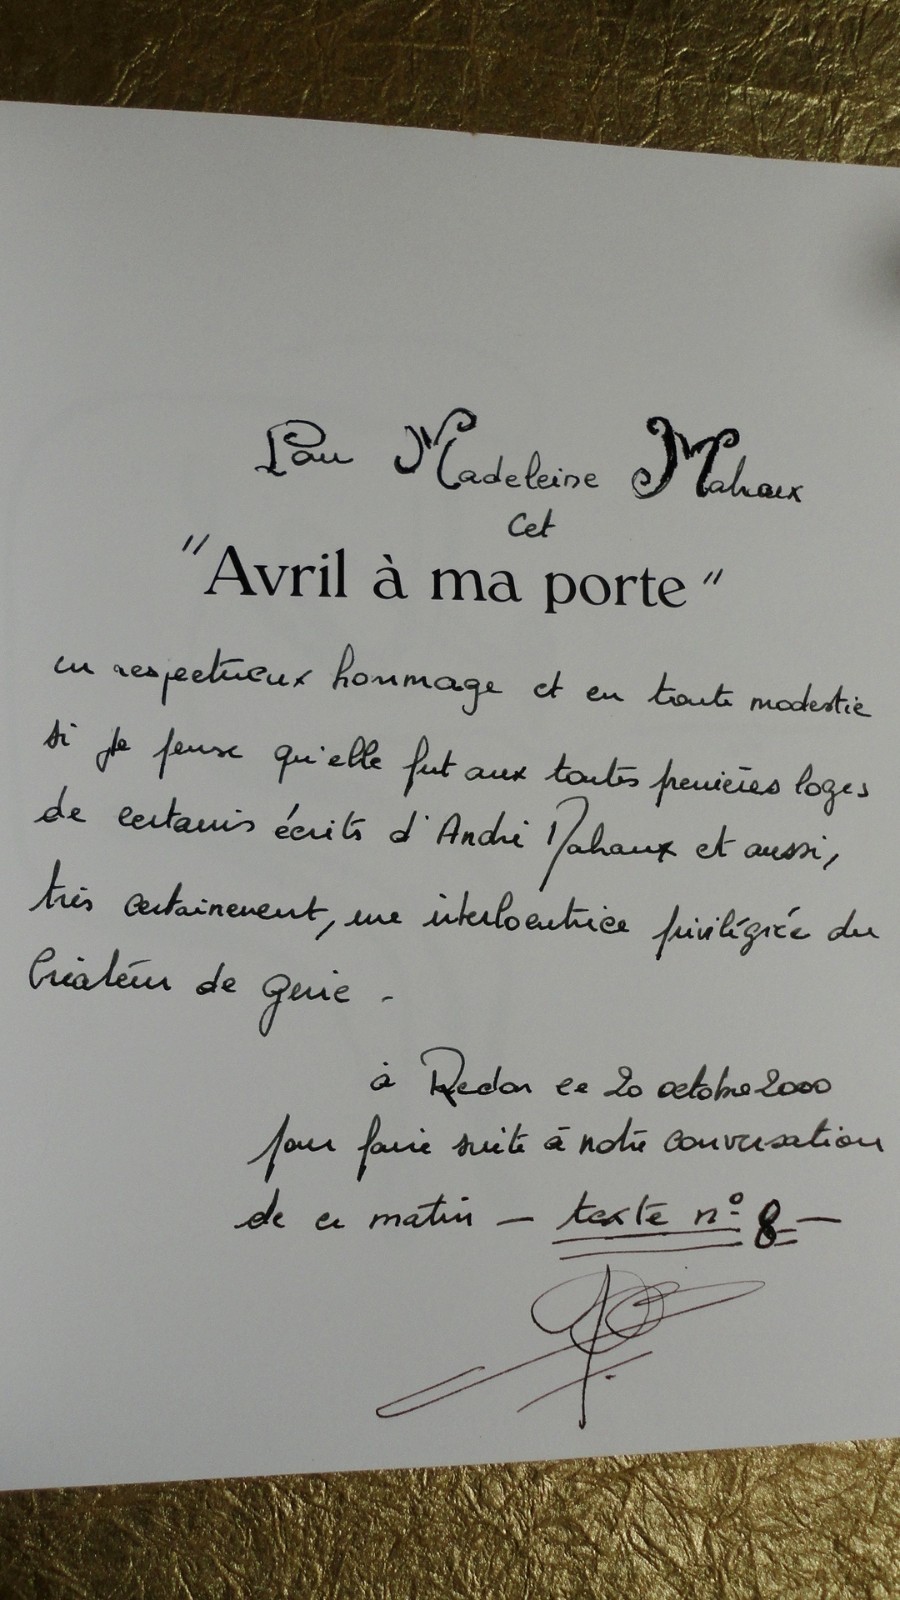 Pour Madeleine Mahaux
cet
"Avril à ma porte"
en respectueux hommage et en toute modestie
si je pense qu'elle fut aux toutes premières loges
de certains écrits d'André Mahaux et aussi,
très certainement, une interlocutrice privilégiée du
Créateur de Génie.
à Redon ce 20 octobre 2000
pour faire suite à notre conversation
de ce matin — texte n° 8 —